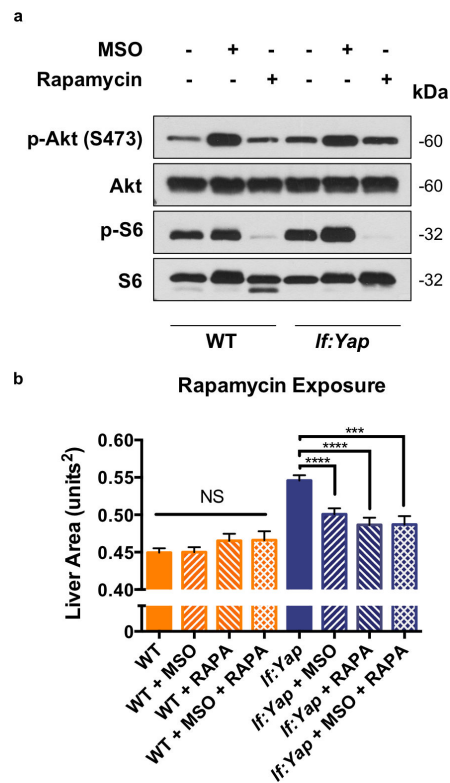 a
MSO - + - - + -
Rapamycin - - + - - +
kDa
p-Akt (S473) -60
Akt -60
p-S6 -32
S6 -32
WT lf:Yap
b
Rapamycin Exposure
Liver Area (units²)
0.60
0.55
0.50
0.45
0.40
0
NS
****
****
***
WT
WT + MSO
WT + RAPA
WT + MSO + RAPA
lf:Yap
lf:Yap + MSO
lf:Yap + RAPA
lf:Yap + MSO + RAPA